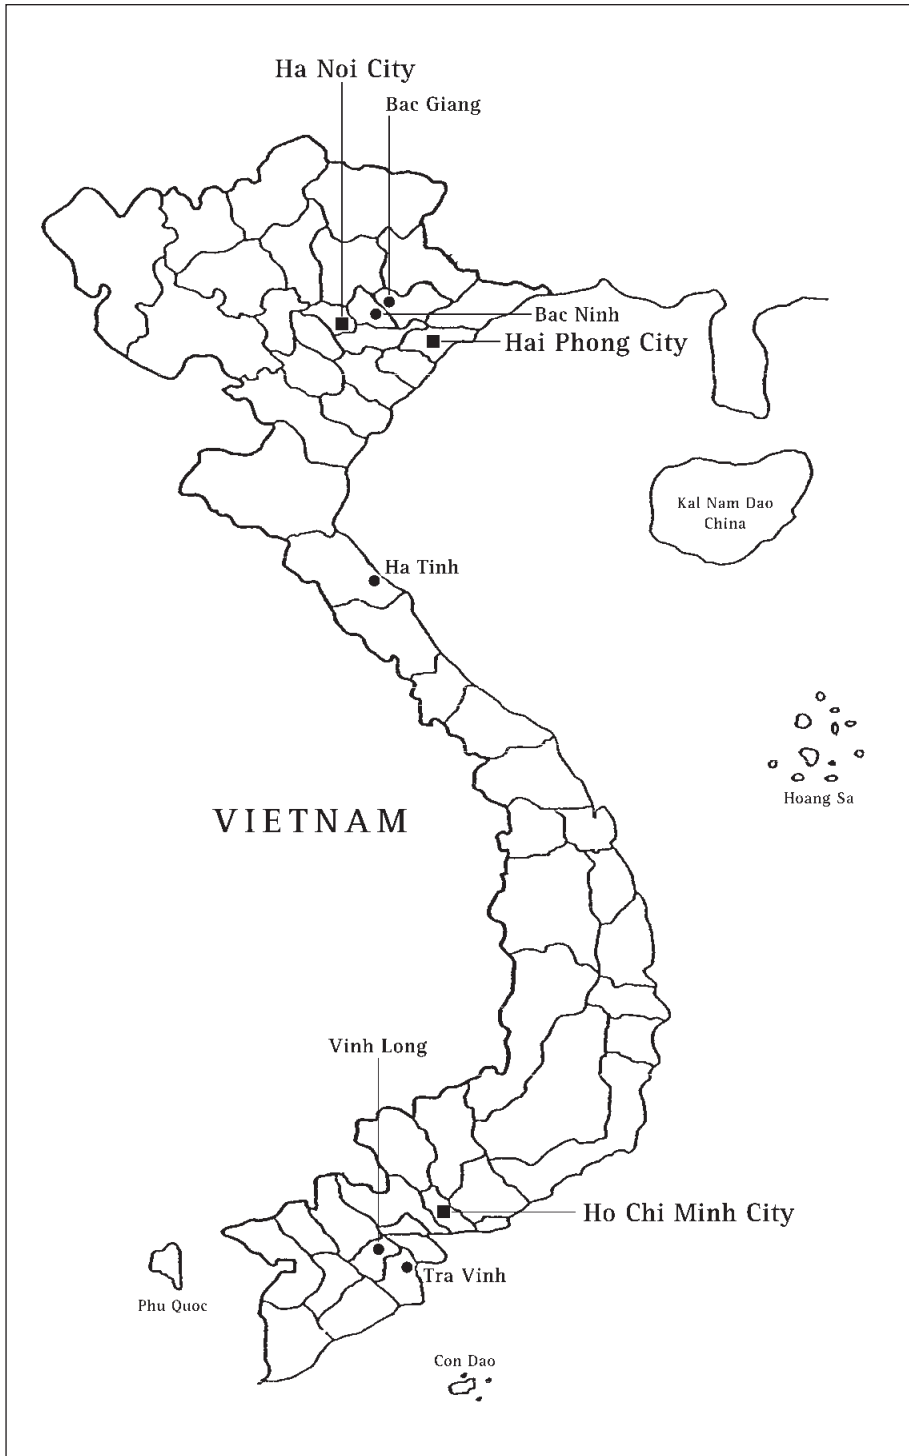 Ha Noi City
Bac Giang
Bac Ninh
Hai Phong City
Kal Nam Dao
China
Ha Tinh
Hoang Sa
VIETNAM
Vinh Long
Ho Chi Minh City
Tra Vinh
Phu Quoc
Con Dao